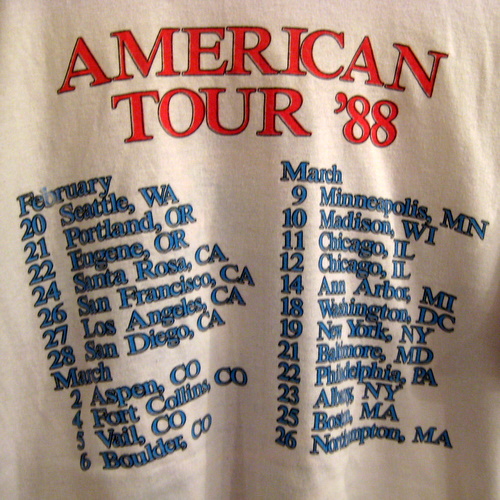 AMERICAN
TOUR '88
February
20 Seattle, WA
21 Portland, OR
22 Eugene, OR
24 Santa Rosa, CA
26 San Francisco, CA
27 Los Angeles, CA
28 San Diego, CA
March
2 Aspen, CO
4 Fort Collins, CO
5 Vail, CO
6 Boulder, CO
March
9 Minneapolis, MN
10 Madison, WI
11 Chicago, IL
12 Chicago, IL
14 Ann Arbor, MI
18 Washington, DC
19 New York, NY
21 Baltimore, MD
22 Philadelphia, PA
23 Albany, NY
25 Boston, MA
26 Northampton, MA